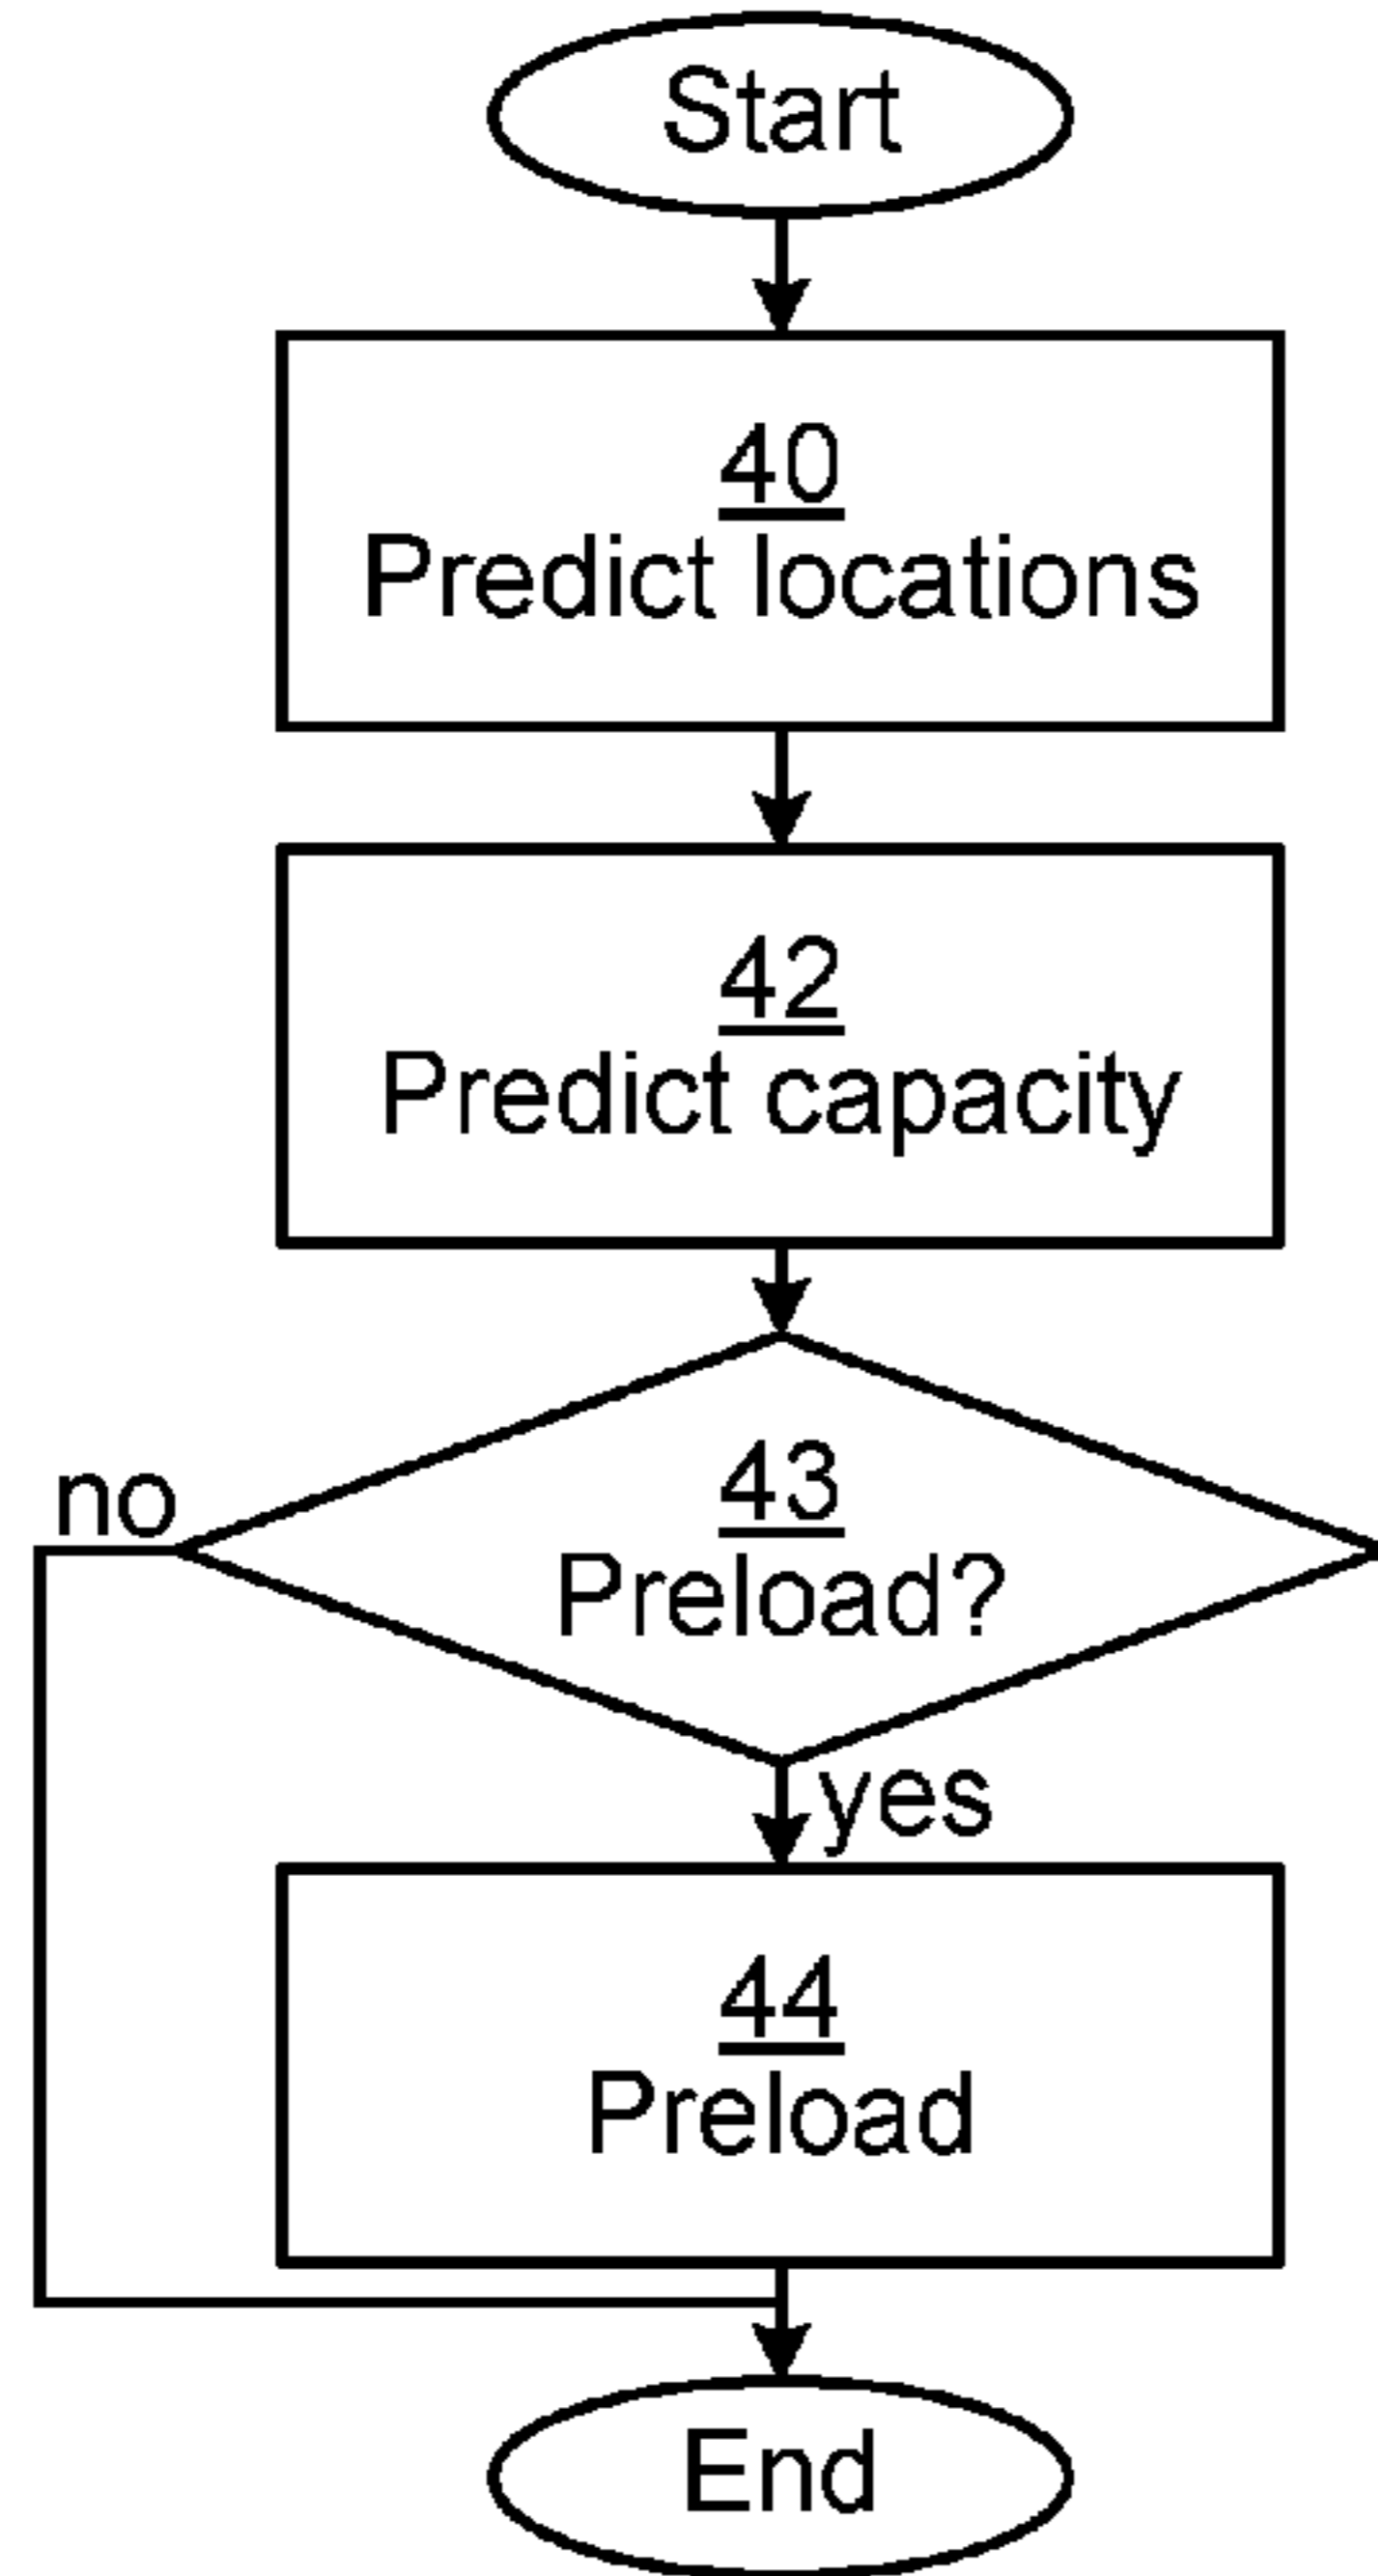 Start
40
Predict locations
42
Predict capacity
43
Preload?
no
yes
44
Preload
End